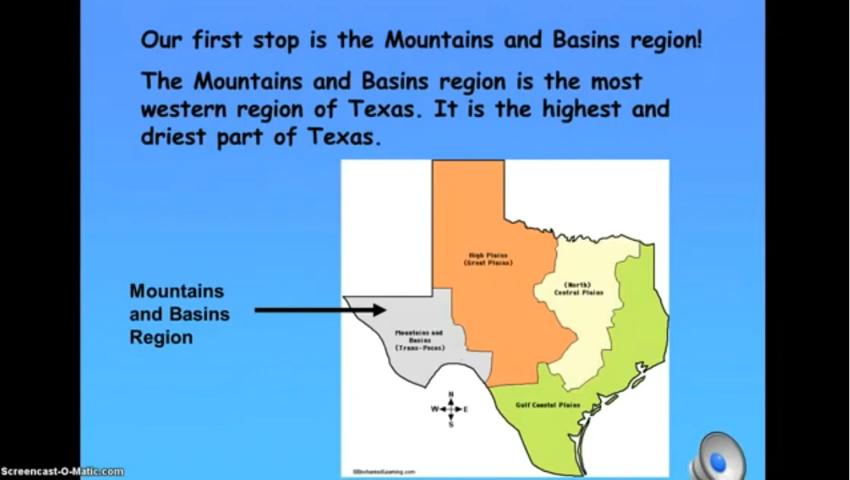 Our first stop is the Mountains and Basins region!
The Mountains and Basins region is the most
western region of Texas. It is the highest and
driest part of Texas.
High Plains
(Great Plains)
(North)
Central Plains
Mountains
and Basins
Region
Mountains and
Basins
(Trans-Pecos)
N
W E
S
Gulf Coastal Plains
©EnchantedLearning.com
Screencast-O-Matic.com